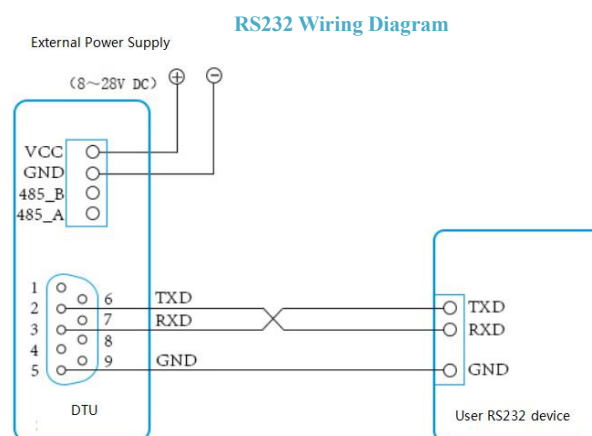 RS232 Wiring Diagram
External Power Supply
(8～28V DC)
VCC
GND
485_B
485_A
1
6
2
TXD
7
3
RXD
8
4
9
5
GND
DTU
TXD
RXD
GND
User RS232 device